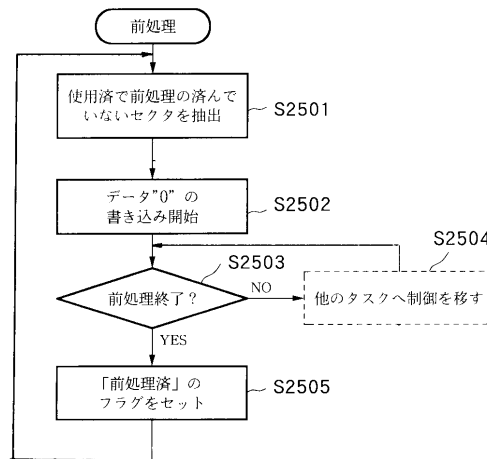 前処理
使用済で前処理の済んで
いないセクタを抽出
S2501
データ"0" の
書き込み開始
S2502
S2503
前処理終了？
NO
S2504
他のタスクへ制御を移す
YES
「前処理済」の
フラグをセット
S2505